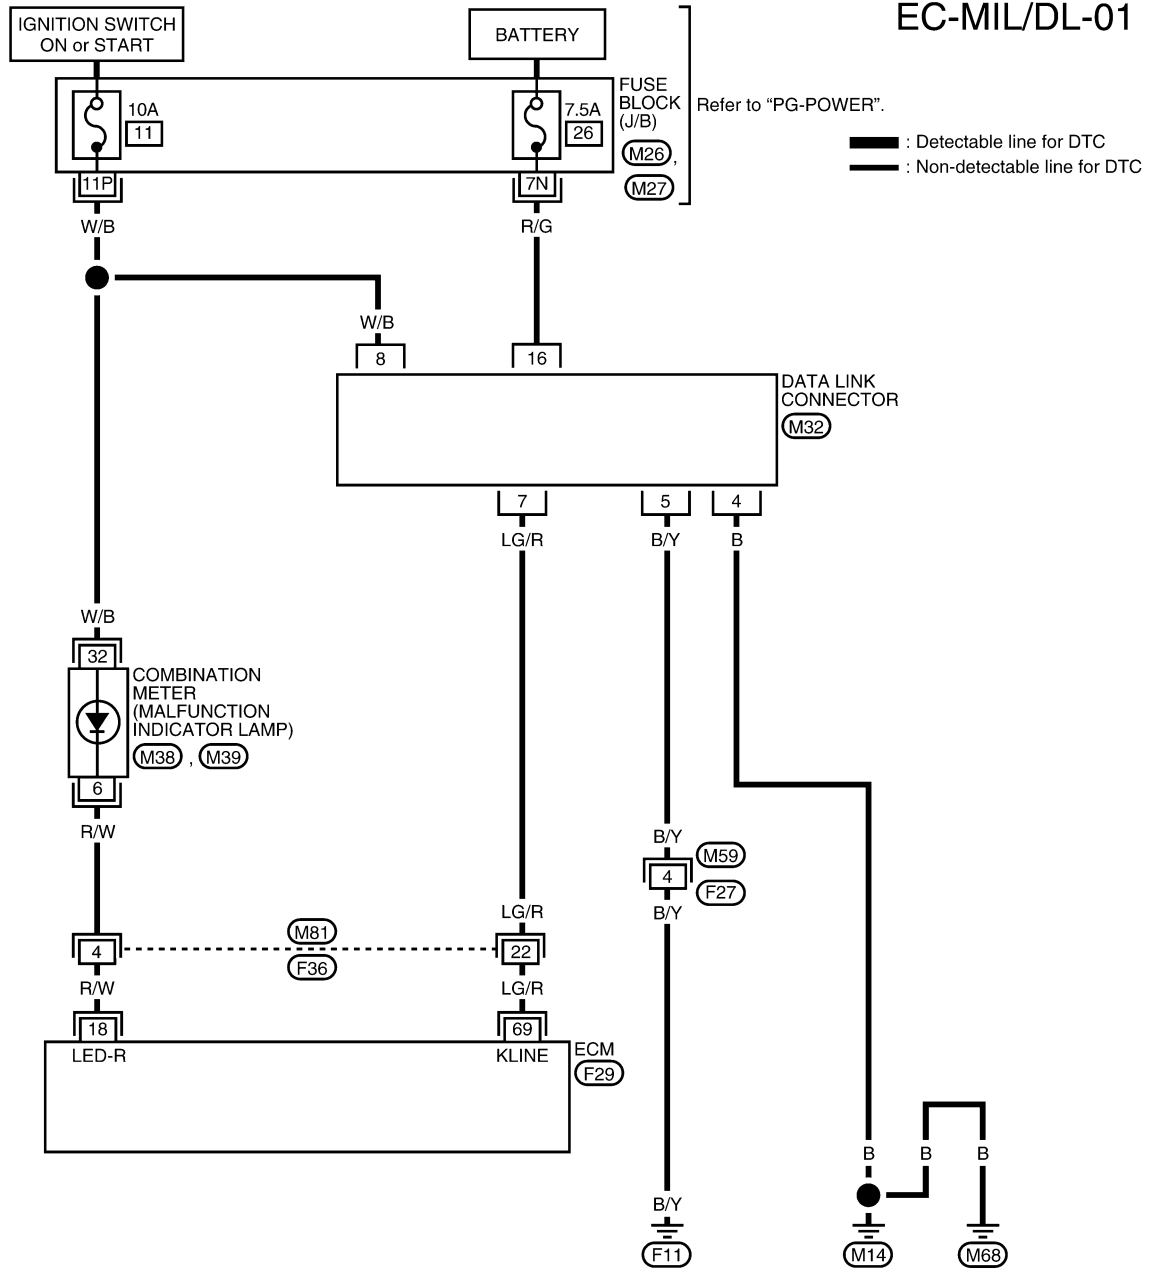 EC-MIL/DL-01
IGNITION SWITCH
ON or START
BATTERY
10A
11
7.5A
26
FUSE
BLOCK
(J/B)
M26 ,
M27
Refer to “PG-POWER”.
: Detectable line for DTC
: Non-detectable line for DTC
11P
7N
W/B
R/G
W/B
8
16
DATA LINK
CONNECTOR
M32
7
5
4
LG/R
B/Y
B
W/B
32
COMBINATION
METER
(MALFUNCTION
INDICATOR LAMP)
M38 , M39
6
R/W
B/Y
M59
4
F27
LG/R
B/Y
M81
4
22
F36
R/W
LG/R
18
69
LED-R
KLINE
ECM
F29
B
B
B
B/Y
F11
M14
M68